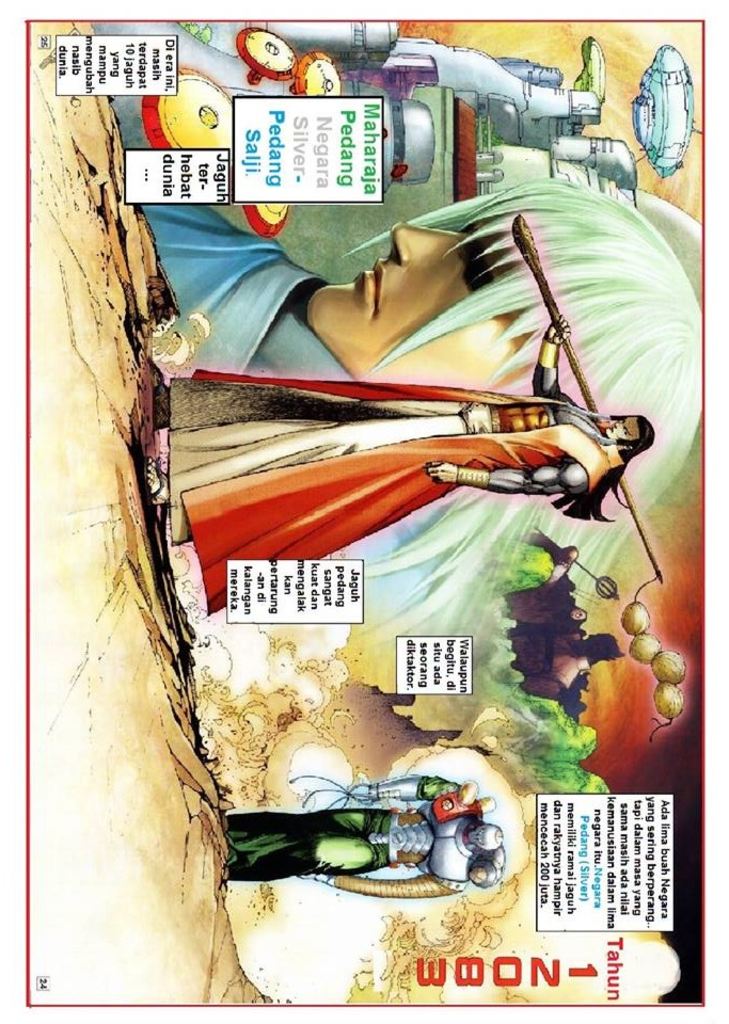 Tahun
1
2
0
8
3
Ada lima buah Negara
yang sering berperang..
tapi dalam masa yang
sama masih ada nilai
kemanusiaan dalam lima
negara itu.Negara
Pedang (Silver)
memiliki ramai jaguh
dan rakyatnya hampir
mencecah 200 juta.
Walaupun
begitu, di
situ ada
seorang
diktaktor.
Jaguh
pedang
sangat
kuat dan
mengalak
kan
pertarung
-an di
kalangan
mereka.
Maharaja
Pedang
Negara
Silver-
Pedang
Salji.
Jaguh
ter-
hebat
dunia
...
Di era ini,
masih
terdapat
10 jaguh
yang
mampu
mengubah
nasib
dunia.
24
25